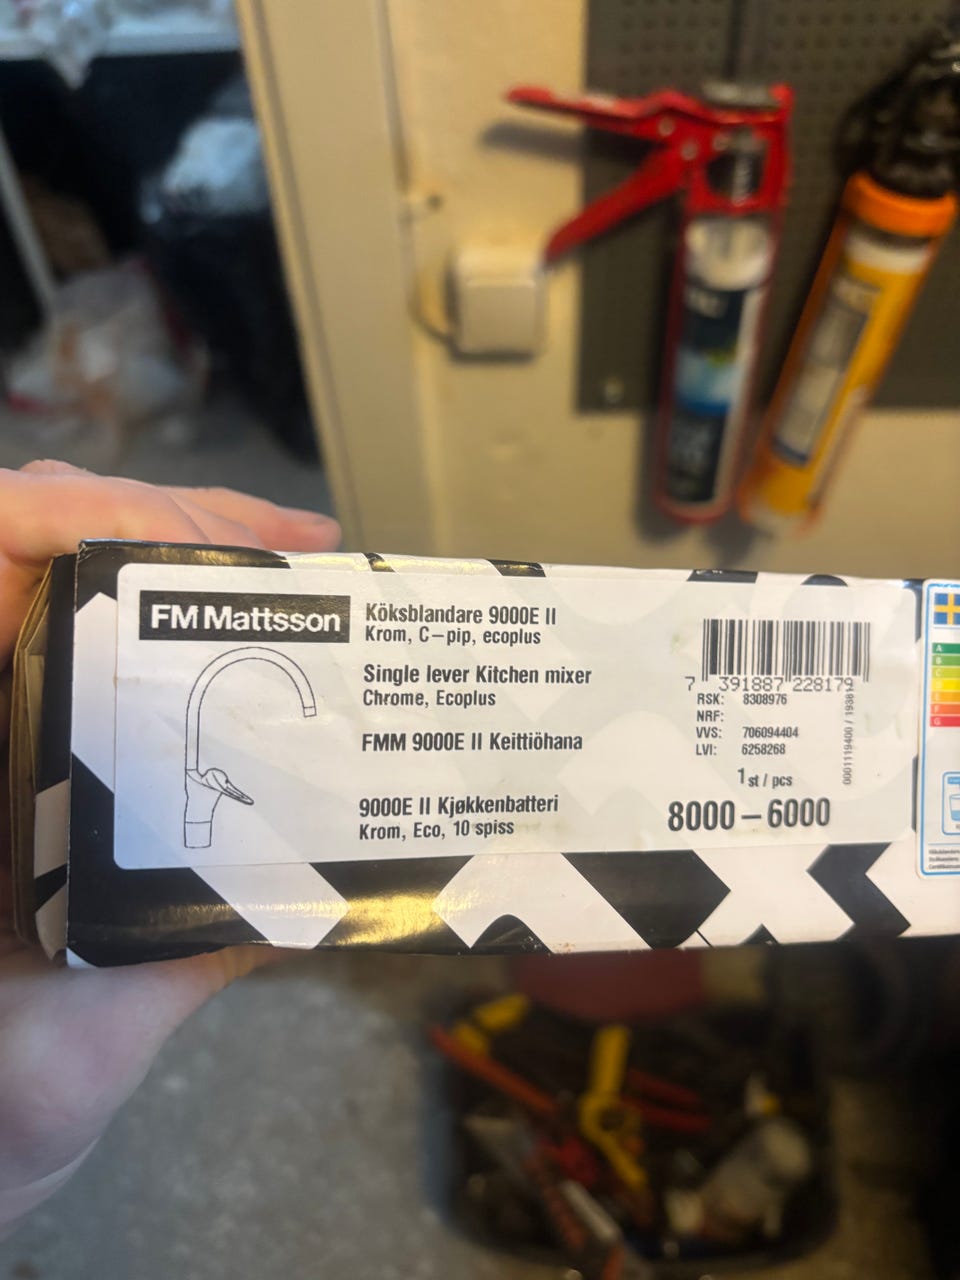 FM Mattsson
Köksblandare 9000E II
Krom, C-pip, ecoplus
Single lever Kitchen mixer
Chrome, Ecoplus
FMM 9000E II Keittiöhana
9000E II Kjøkkenbatteri
Krom, Eco, 10 spiss
7 391887 228179
RSK: 8308976
NRF:
VVS: 706094404
LVI: 6258268
1 st / pcs
8000-6000
A
B
C
E
F
G